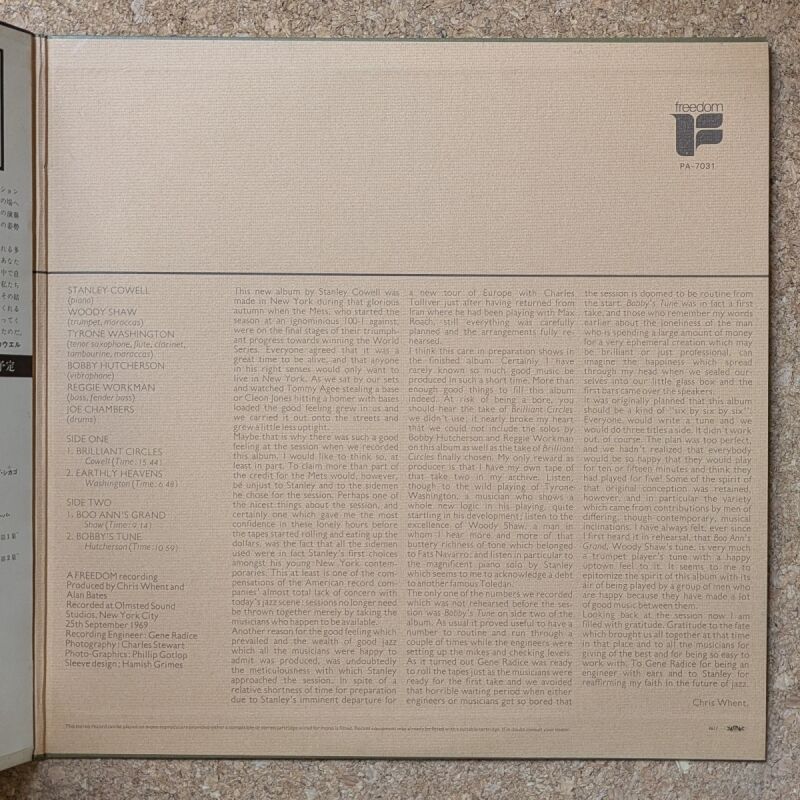 freedom
PA-7031
STANLEY COWELL
(piano)
WOODY SHAW
(trumpet, maroccas)
TYRONE WASHINGTON
(tenor saxophone, flute, clarinet,
tambourine, maroccas)
BOBBY HUTCHERSON
(vibraphone)
REGGIE WORKMAN
(bass, fender bass)
JOE CHAMBERS
(drums)
SIDE ONE
1. BRILLIANT CIRCLES
Cowell (Time: 15.44)
2. EARTHLY HEAVENS
Washington (Time: 6.48)
SIDE TWO
1. BOO ANN'S GRAND
Shaw (Time: 9.14)
2. BOBBY'S TUNE
Hutcherson (Time: 10.59)
A FREEDOM recording
Produced by Chris Whent and
Alan Bates
Recorded at Olmsted Sound
Studios, New York City
25th September 1969
Recording Engineer: Gene Radice
Photography: Charles Stewart
Photo-Graphics: Phillip Gotlop
Sleeve design: Hamish Grimes
This new album by Stanley Cowell was
made in New York during that glorious
autumn when the Mets, who started the
season at an ignominious 100-1 against,
were on the final stages of their triumph-
ant progress towards winning the World
Series. Everyone agreed that it was a
great time to be alive, and that anyone
in his right senses would only want to
live in New York. As we sat by our sets
and watched Tommy Agee stealing a base
or Cleon Jones hitting a homer with bases
loaded the good feeling grew in us and
we carried it out onto the streets and
grew a little less uptight.
Maybe that is why there was such a good
feeling at the session when we recorded
this album. I would like to think so, at
least in part. To claim more than part of
the credit for the Mets would, however,
be unjust to Stanley and to the sidemen
he chose for the session. Perhaps one of
the nicest things about the session, and
certainly one which gave me the most
confidence in these lonely hours before
the tapes started rolling and eating up the
dollars, was the fact that all the sidemen
used were in fact Stanley's first choices
amongst his young New York contem-
poraries. This at least is one of the com-
pensations of the American record com-
panies' almost total lack of concern with
today's jazz scene: sessions no longer need
be thrown together merely by taking the
musicians who happen to be available.
Another reason for the good feeling which
prevailed and the wealth of good jazz
which all the musicians were happy to
admit was produced, was undoubtedly
the meticulousness with which Stanley
approached the session. In spite of a
relative shortness of time for preparation
due to Stanley's imminent departure for
a new tour of Europe with Charles
Tolliver just after having returned from
Iran where he had been playing with Max
Roach, still everything was carefully
planned and the arrangements fully re-
hearsed.
I think this care in preparation shows in
the finished album. Certainly I have
rarely known so much good music be
produced in such a short time. More than
enough good things to fill this album
indeed. At risk of being a bore, you
should hear the take of Brilliant Circles
we didn't use; it nearly broke my heart
that we could not include the solos by
Bobby Hutcherson and Reggie Workman
on this album as well as the take of Brilliant
Circles finally chosen. My only reward as
producer is that I have my own tape of
that take two in my archive. Listen,
though to the wild playing of Tyrone
Washington, a musician who shows a
whole new logic in his playing, quite
startling in his development; listen to the
excellence of Woody Shaw, a man in
whom I hear more and more of that
buttery richness of tone which belonged
to Fats Navarro; and listen in particular to
the magnificent piano solo by Stanley
which seems to me to acknowledge a debt
to another famous Toledan.
The only one of the numbers we recorded
which was not rehearsed before the ses-
sion was Bobby's Tune on side two of the
album. As usual it proved useful to have a
number to routine and run through a
couple of times while the engineers were
setting up the mikes and checking levels.
As it turned out Gene Radice was ready
to roll the tapes just as the musicians were
ready for the first take and we avoided
that horrible waiting period when either
engineers or musicians get so bored that
the session is doomed to be routine from
the start. Bobby's Tune was in fact a first
take, and those who remember my words
earlier about the loneliness of the man
who is spending a large amount of money
for a very ephemeral creation which may
be brilliant or just professional, can
imagine the happiness which spread
through my head when we sealed our-
selves into our little glass box and the
first bars came over the speakers.
It was originally planned that this album
should be a kind of "six by six by six":
Everyone would write a tune and we
would do three titles a side. It didn't work
out, of course. The plan was too perfect,
and we hadn't realized that everybody
would be so happy that they would play
for ten or fifteen minutes and think they
had played for five! Some of the spirit of
that original conception was retained,
however, and in particular the variety
which came from contributions by men of
differing, though contemporary, musical
inclinations. I have always felt, ever since
I first heard it in rehearsal, that Boo Ann's
Grand, Woody Shaw's tune, is very much
a trumpet player's tune with a happy
uptown feel to it. It seems to me to
epitomize the spirit of this album with its
air of being played by a group of men who
are happy because they have made a lot
of good music between them.
Looking back at the session now I am
filled with gratitude. Gratitude to the fate
which brought us all together at that time
in that place and to all the musicians for
giving of the best and for being so easy to
work with. To Gene Radice for being an
engineer with ears and to Stanley for
reaffirming my faith in the future of jazz.
Chris Whent.